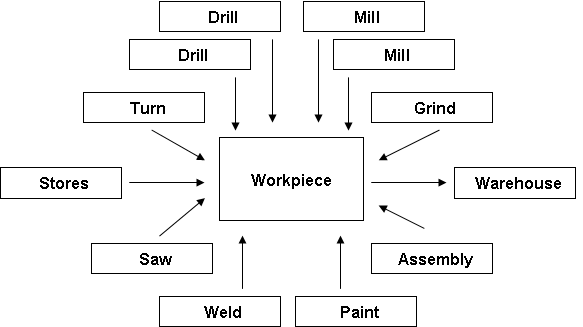 Drill
Mill
Drill
Mill
Turn
Grind
Stores
Workpiece
Warehouse
Saw
Assembly
Weld
Paint